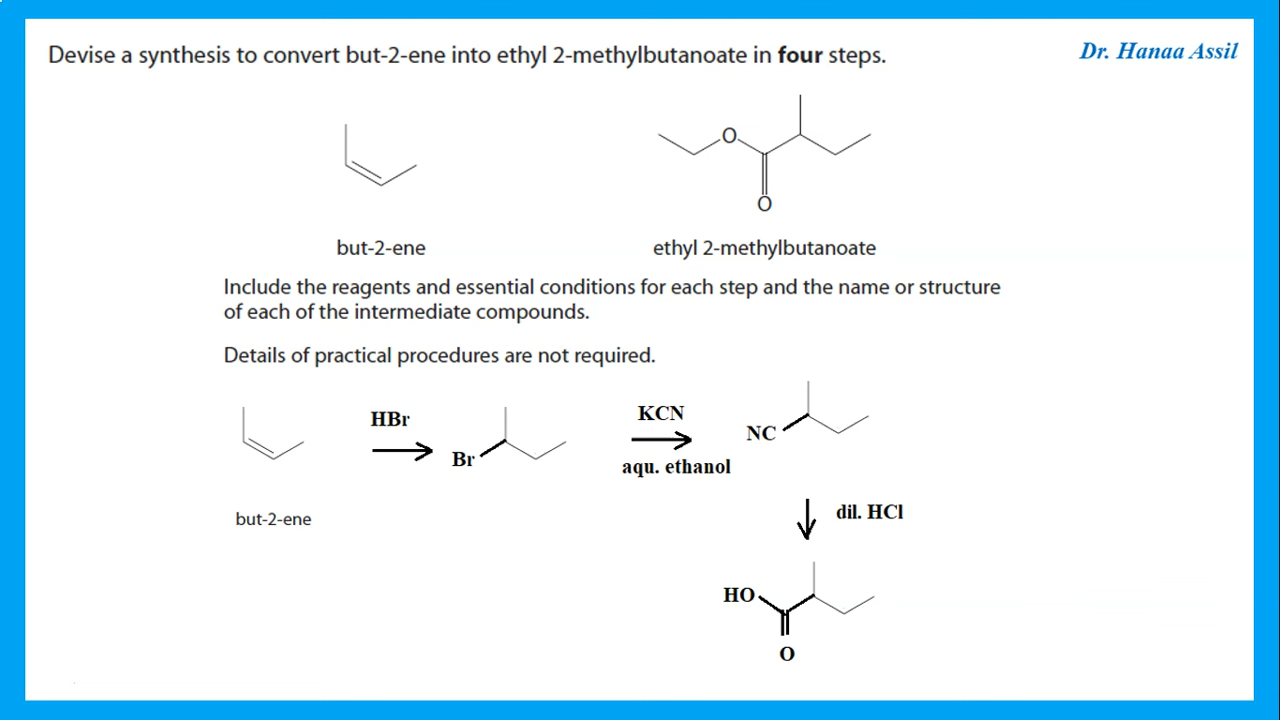 Devise a synthesis to convert but-2-ene into ethyl 2-methylbutanoate in four steps.
Dr. Hanaa Assil
O
O
but-2-ene
ethyl 2-methylbutanoate
Include the reagents and essential conditions for each step and the name or structure
of each of the intermediate compounds.
Details of practical procedures are not required.
HBr
Br
KCN
aqu. ethanol
NC
but-2-ene
dil. HCl
HO
O